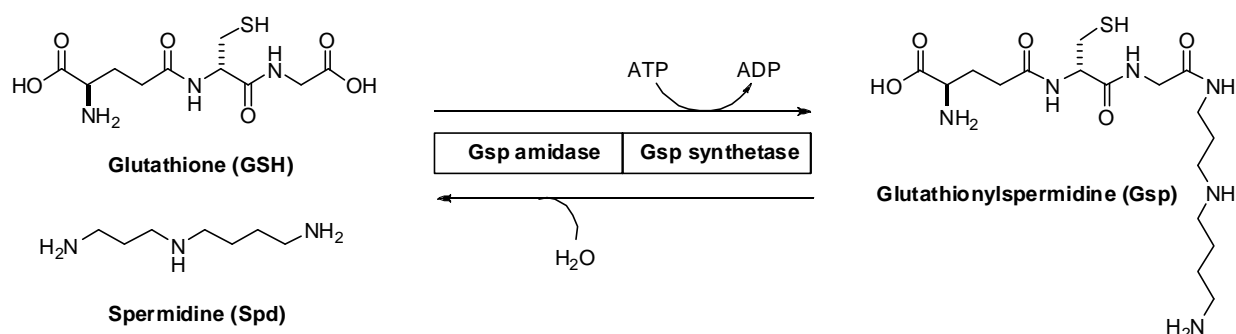 SH
O
O
H
N
HO
N
H
O
O
OH
NH₂
Glutathione (GSH)
H₂N
N
H
NH₂
Spermidine (Spd)
ATP
ADP
Gsp amidase
Gsp synthetase
H₂O
SH
O
O
H
N
O
HO
N
H
O
N
H
NH₂
Glutathionylspermidine (Gsp)
NH
H₂N